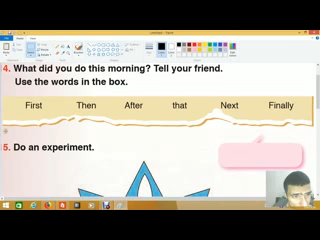 4. What did you do this morning? Tell your friend.
Use the words in the box.
First Then After that Next Finally
5. Do an experiment.